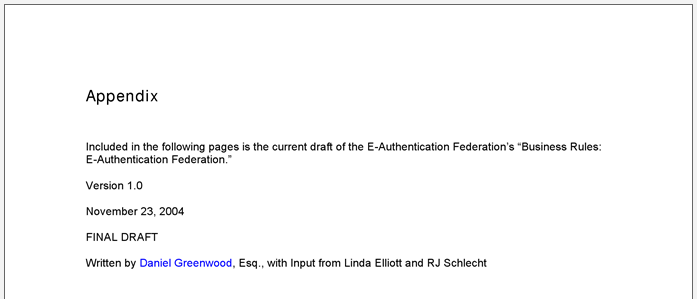 Appendix
Included in the following pages is the current draft of the E-Authentication Federation's “Business Rules:
E-Authentication Federation.”
Version 1.0
November 23, 2004
FINAL DRAFT
Written by Daniel Greenwood, Esq., with Input from Linda Elliott and RJ Schlecht